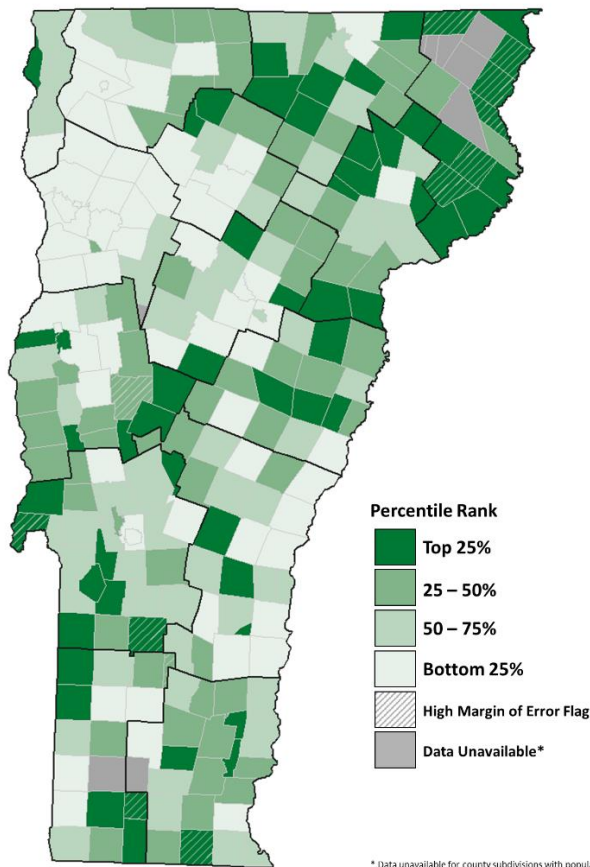 Percentile Rank
Top 25%
25 – 50%
50 – 75%
Bottom 25%
High Margin of Error Flag
Data Unavailable*
* Data unavailable for county subdivisions with popul